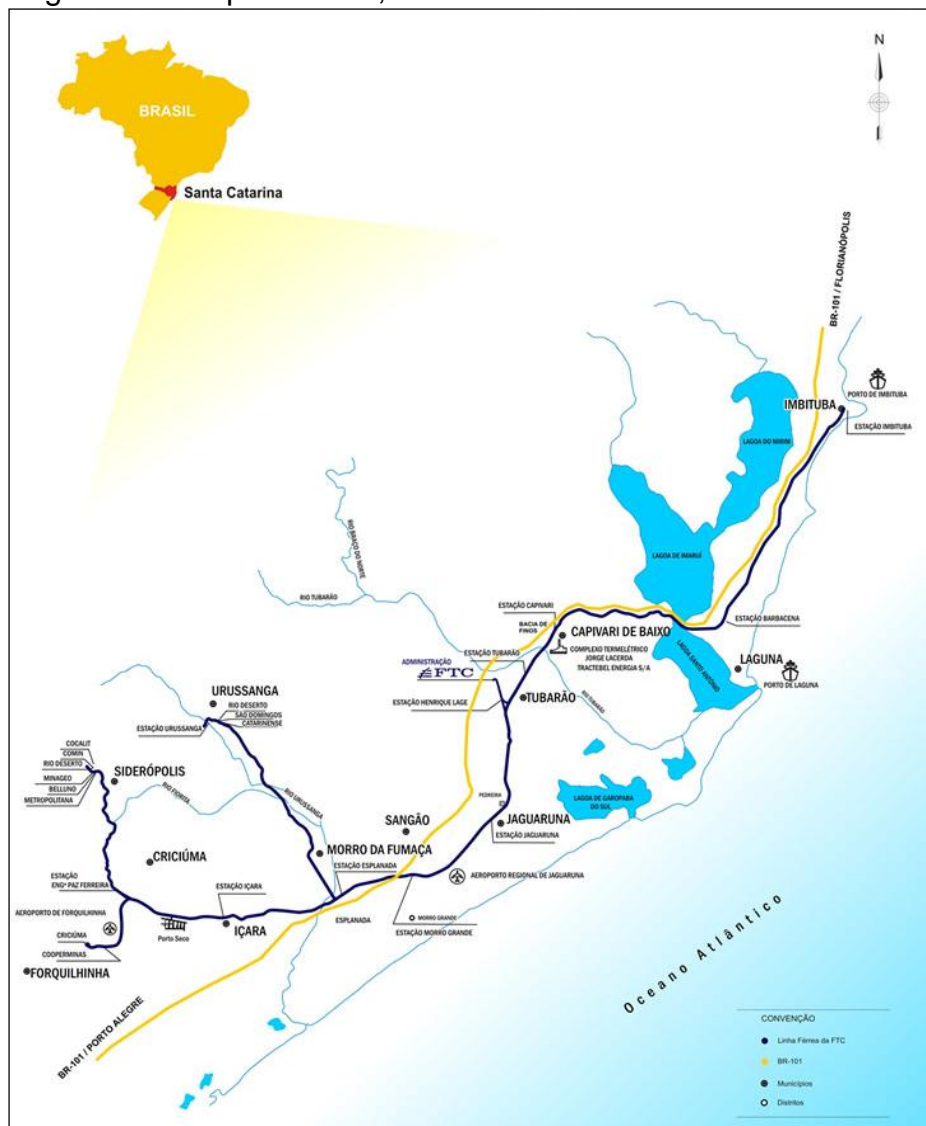 BRASIL
Santa Catarina
N
BR-101 / FLORIANÓPOLIS
PORTO DE IMBITUBA
IMBITUBA
ESTAÇÃO IMBITUBA
LAGOA DO MIRIM
LAGOA DE IMARUÍ
RIO BRAÇO DO NORTE
RIO TUBARÃO
ESTAÇÃO CAPIVARI
BACIA DE
FINOS
CAPIVARI DE BAIXO
COMPLEXO TERMELÉTRICO
JORGE LACERDA
TRACTEBEL ENERGIA S/A
ESTAÇÃO BARBACENA
LAGOA SANTO ANTÔNIO
LAGUNA
PORTO DE LAGUNA
ESTAÇÃO TUBARÃO
ADMINISTRAÇÃO
FTC
ESTAÇÃO HENRIQUE LAGE
TUBARÃO
RIO TUBARÃO
URUSSANGA
RIO DESERTO
SAO DOMINGOS
CATARINENSE
ESTAÇÃO URUSSANGA
COCALIT
COMIN
RIO DESERTO
MINAGEO
BELLUNO
METROPOLITANA
SIDERÓPOLIS
RIO FIORITA
RIO URUSSANGA
LAGOA DE GAROPABA
DO SUL
PEDREIRA
JAGUARUNA
ESTAÇÃO JAGUARUNA
SANGÃO
MORRO DA FUMAÇA
CRICIÚMA
ESTAÇÃO ESPLANADA
AEROPORTO REGIONAL DE JAGUARUNA
ESTAÇÃO
ENGº PAZ FERREIRA
ESTAÇÃO IÇARA
AEROPORTO DE FORQUILHINHA
Porto Seco
IÇARA
ESPLANADA
MORRO GRANDE
ESTAÇÃO MORRO GRANDE
CRICIÚMA
COOPERMINAS
FORQUILHINHA
BR-101 / PORTO ALEGRE
Oceano Atlântico
CONVENÇÃO
Linha Férrea da FTC
BR-101
Municípios
Distritos